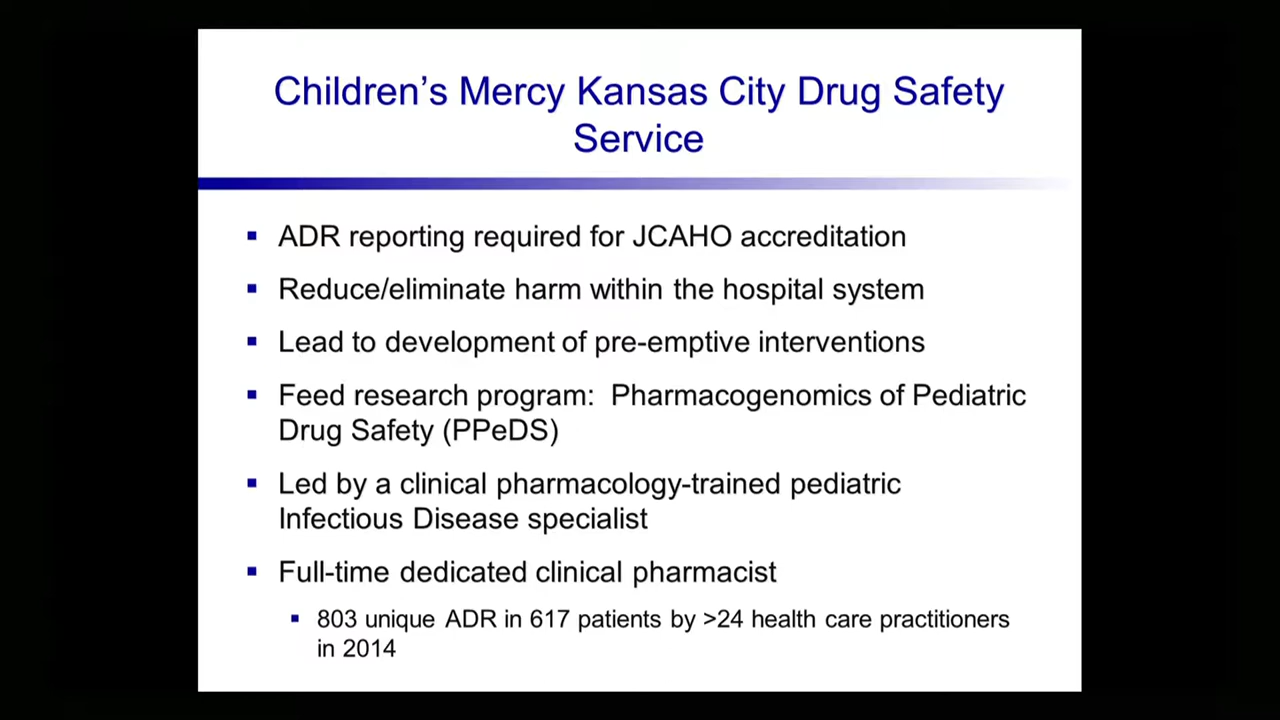 Children's Mercy Kansas City Drug Safety
Service
ADR reporting required for JCAHO accreditation
Reduce/eliminate harm within the hospital system
Lead to development of pre-emptive interventions
Feed research program: Pharmacogenomics of Pediatric
Drug Safety (PPeDS)
Led by a clinical pharmacology-trained pediatric
Infectious Disease specialist
Full-time dedicated clinical pharmacist
803 unique ADR in 617 patients by >24 health care practitioners
in 2014